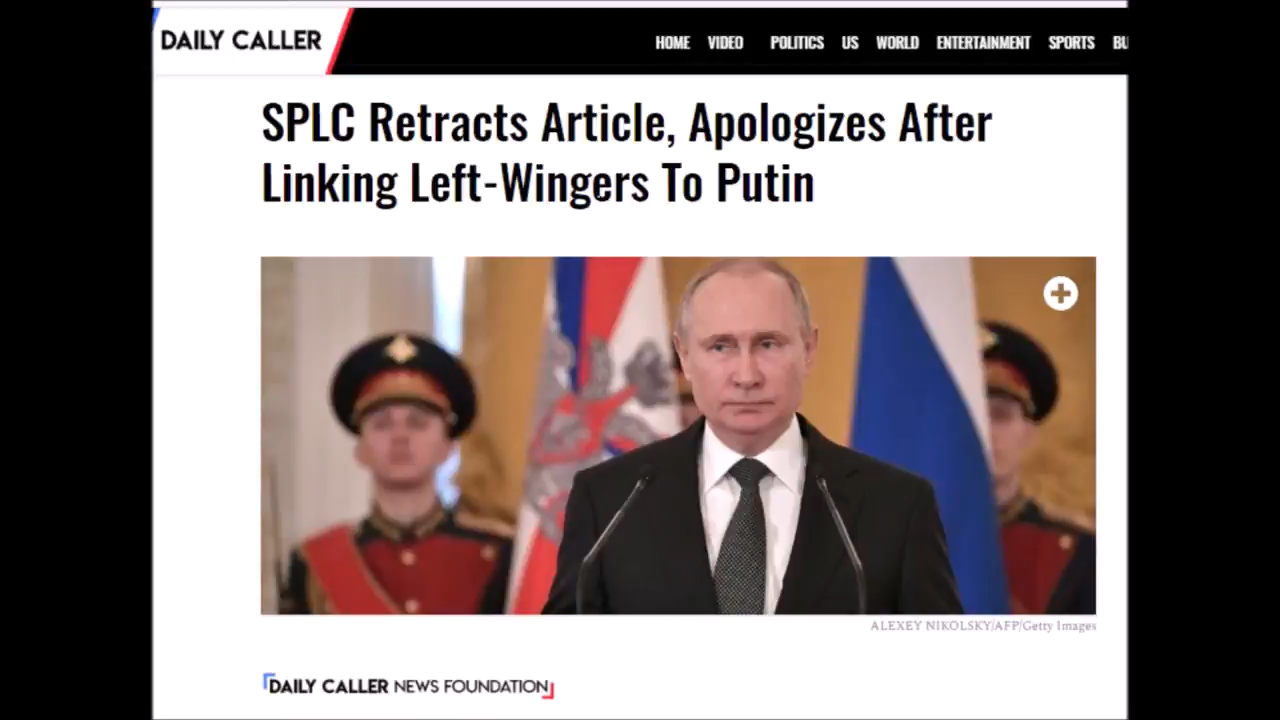 DAILY CALLER
HOME VIDEO POLITICS US WORLD ENTERTAINMENT SPORTS BU
SPLC Retracts Article, Apologizes After
Linking Left-Wingers To Putin
ALEXEY NIKOLSKY/AFP/Getty Images
DAILY CALLER NEWS FOUNDATION